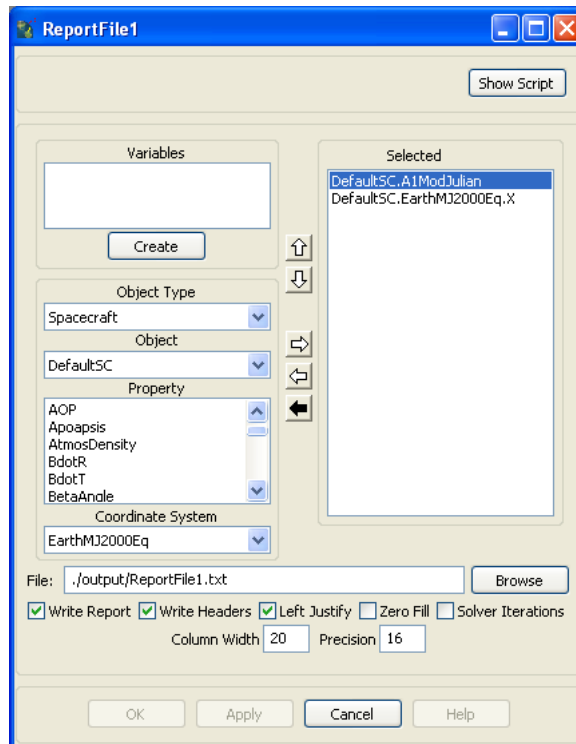 ReportFile1
Show Script
Variables
Create
Object Type
Spacecraft
Object
DefaultSC
Property
AOP
Apoapsis
AtmosDensity
BdotR
BdotT
BetaAngle
Coordinate System
EarthMJ2000Eq
Selected
DefaultSC.A1ModJulian
DefaultSC.EarthMJ2000Eq.X
File: ./output/ReportFile1.txt Browse
Write Report Write Headers Left Justify Zero Fill Solver Iterations
Column Width 20 Precision 16
OK Apply Cancel Help